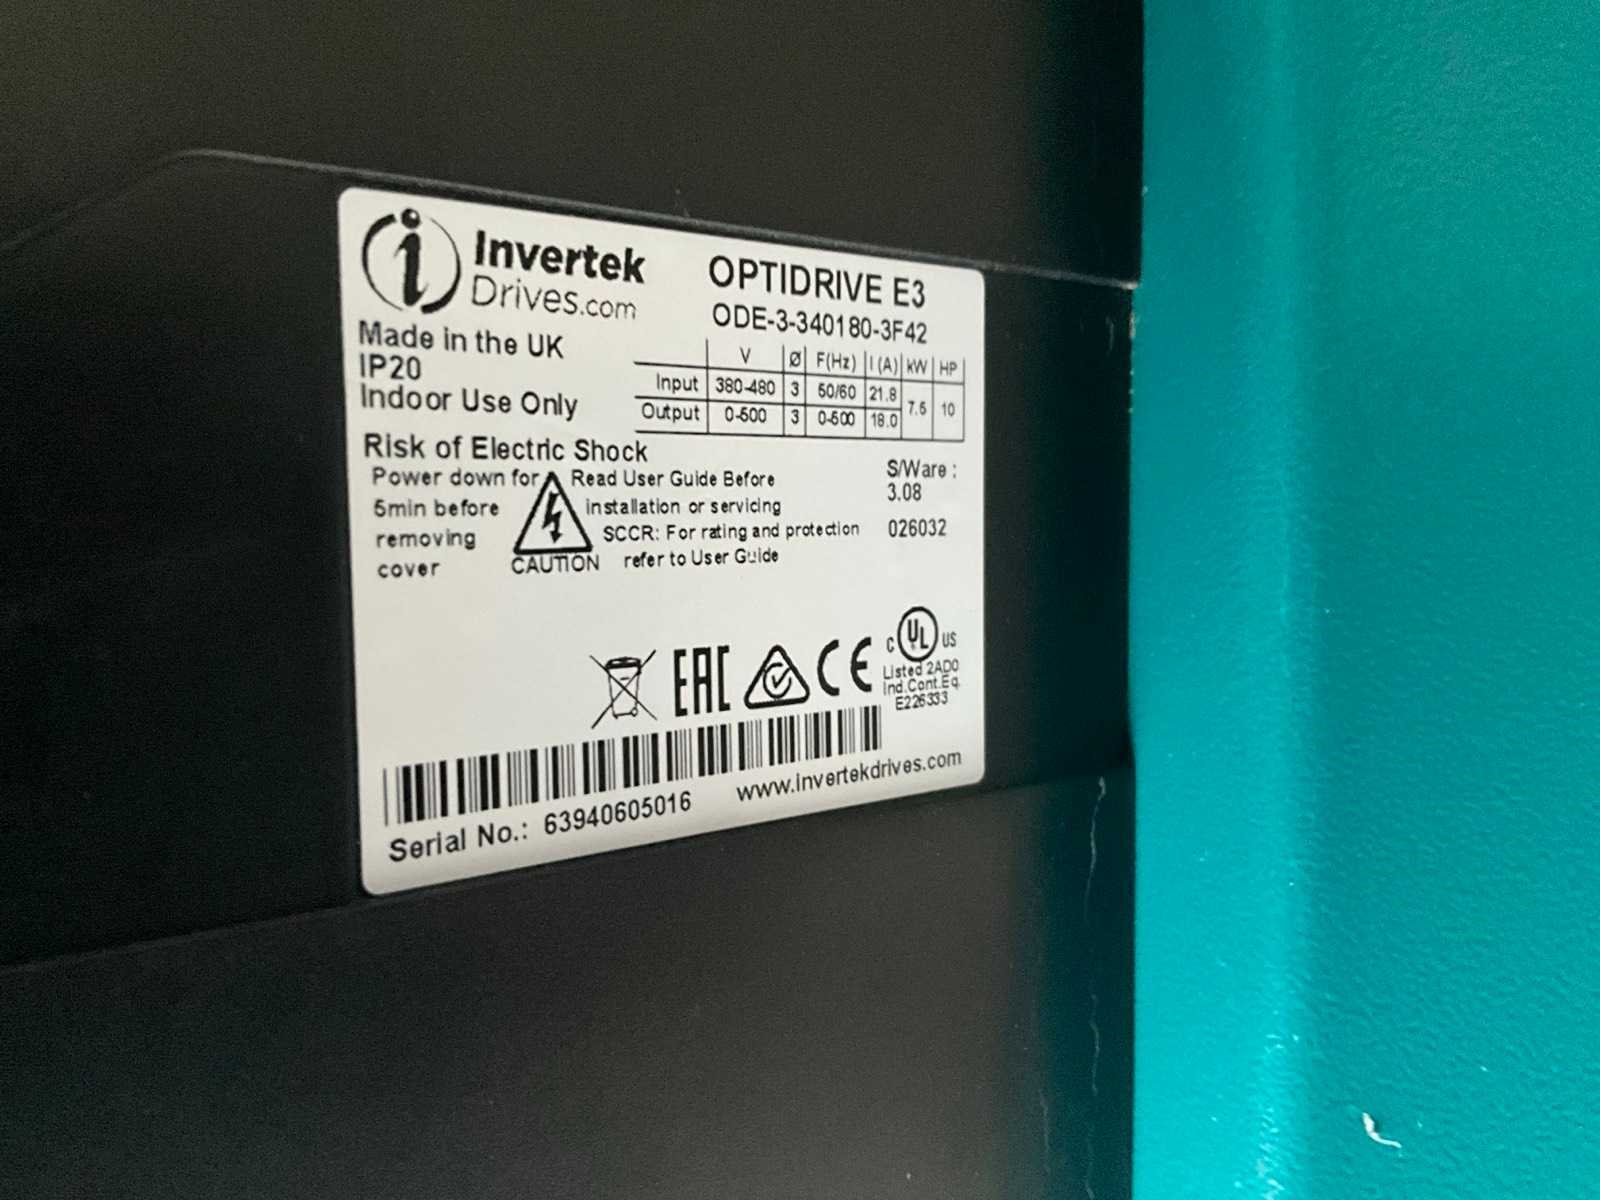 Invertek
Drives.com
OPTIDRIVE E3
ODE-3-340180-3F42
Made in the UK
IP20
Indoor Use Only
V Ø F(Hz) I (A) kW HP
Input 380-480 3 50/60 21.8 7.5 10
Output 0-500 3 0-500 18.0
Risk of Electric Shock
Power down for
5min before
removing
cover
CAUTION
Read User Guide Before
installation or servicing
SCCR: For rating and protection
refer to User Guide
S/Ware :
3.08
026032
EAC
CE
C UL US
Listed 2AD0
Ind.Cont.Eq.
E226333
Serial No.: 63940605016
www.invertekdrives.com